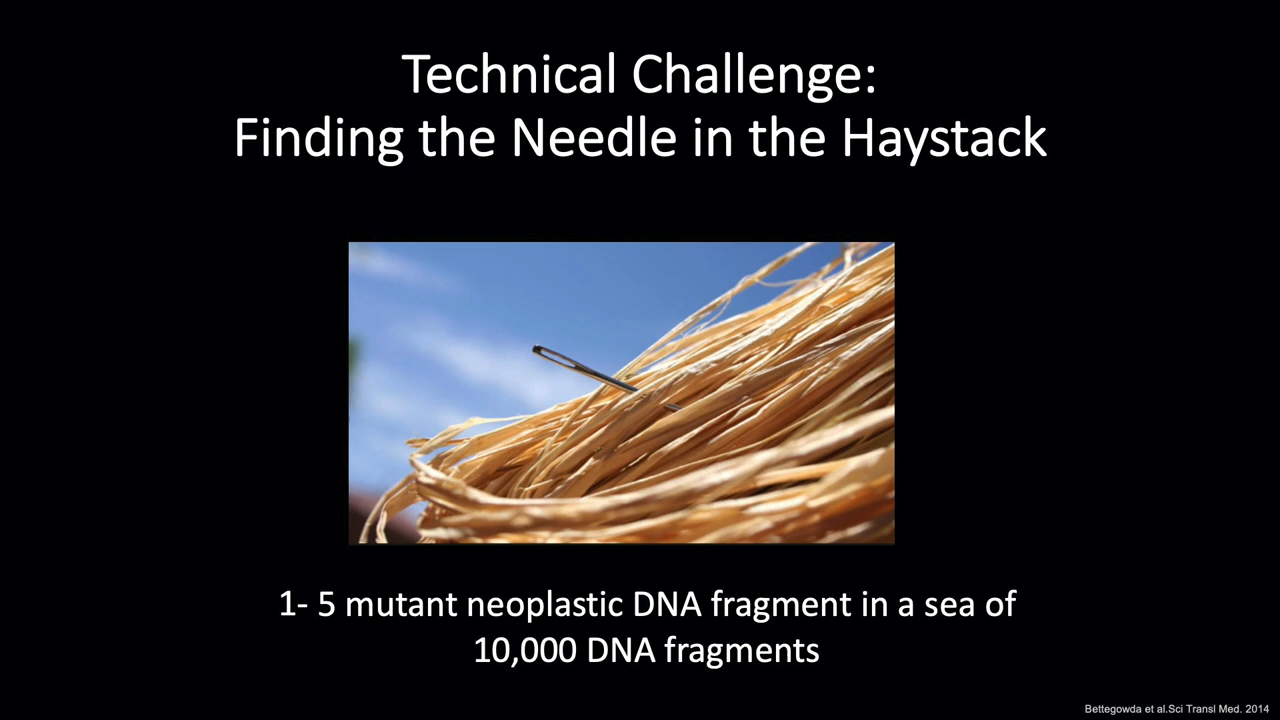 Technical Challenge:
Finding the Needle in the Haystack
1- 5 mutant neoplastic DNA fragment in a sea of
10,000 DNA fragments
Bettegowda et al.Sci Transl Med. 2014